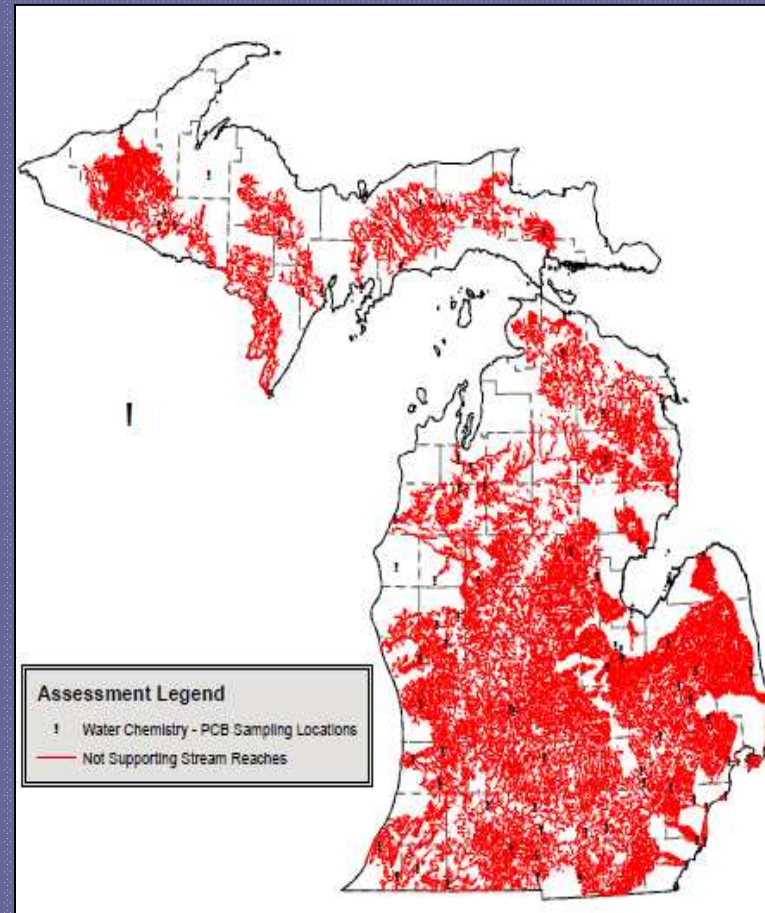 Assessment Legend
! Water Chemistry - PCB Sampling Locations
Not Supporting Stream Reaches